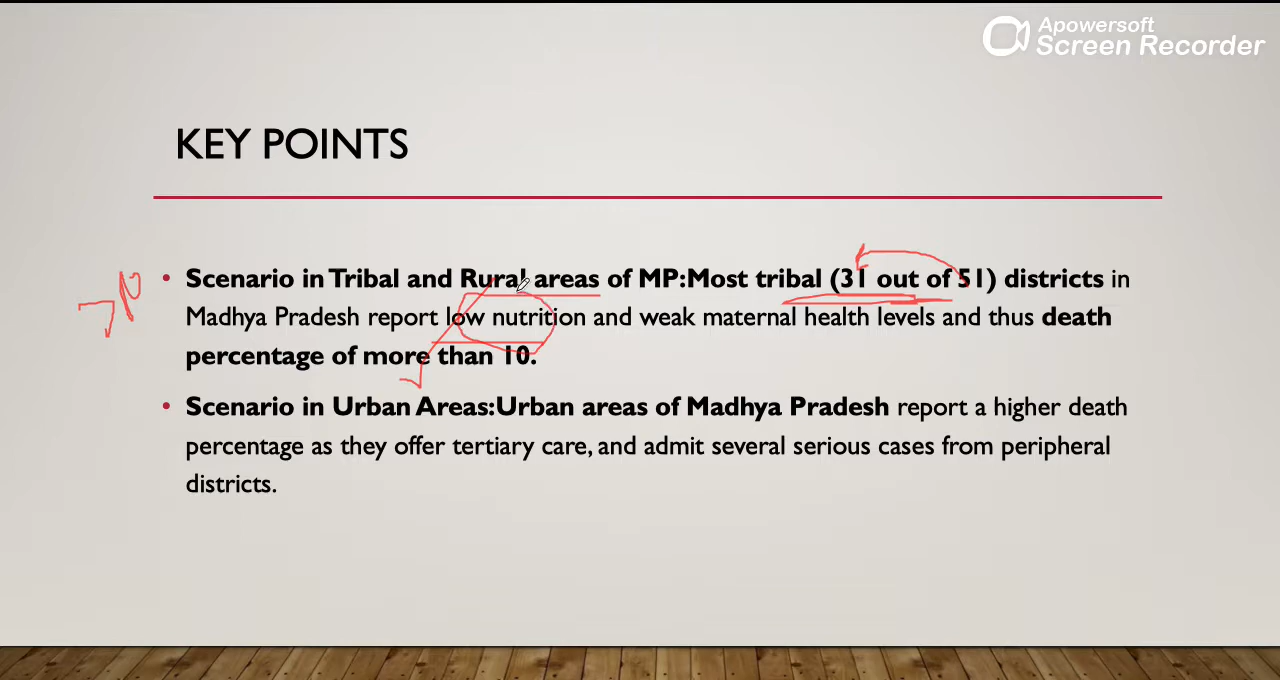 Apowersoft
Screen Recorder
KEY POINTS
• Scenario in Tribal and Rural areas of MP:Most tribal (31 out of 51) districts in
Madhya Pradesh report low nutrition and weak maternal health levels and thus death
percentage of more than 10.
• Scenario in Urban Areas:Urban areas of Madhya Pradesh report a higher death
percentage as they offer tertiary care, and admit several serious cases from peripheral
districts.